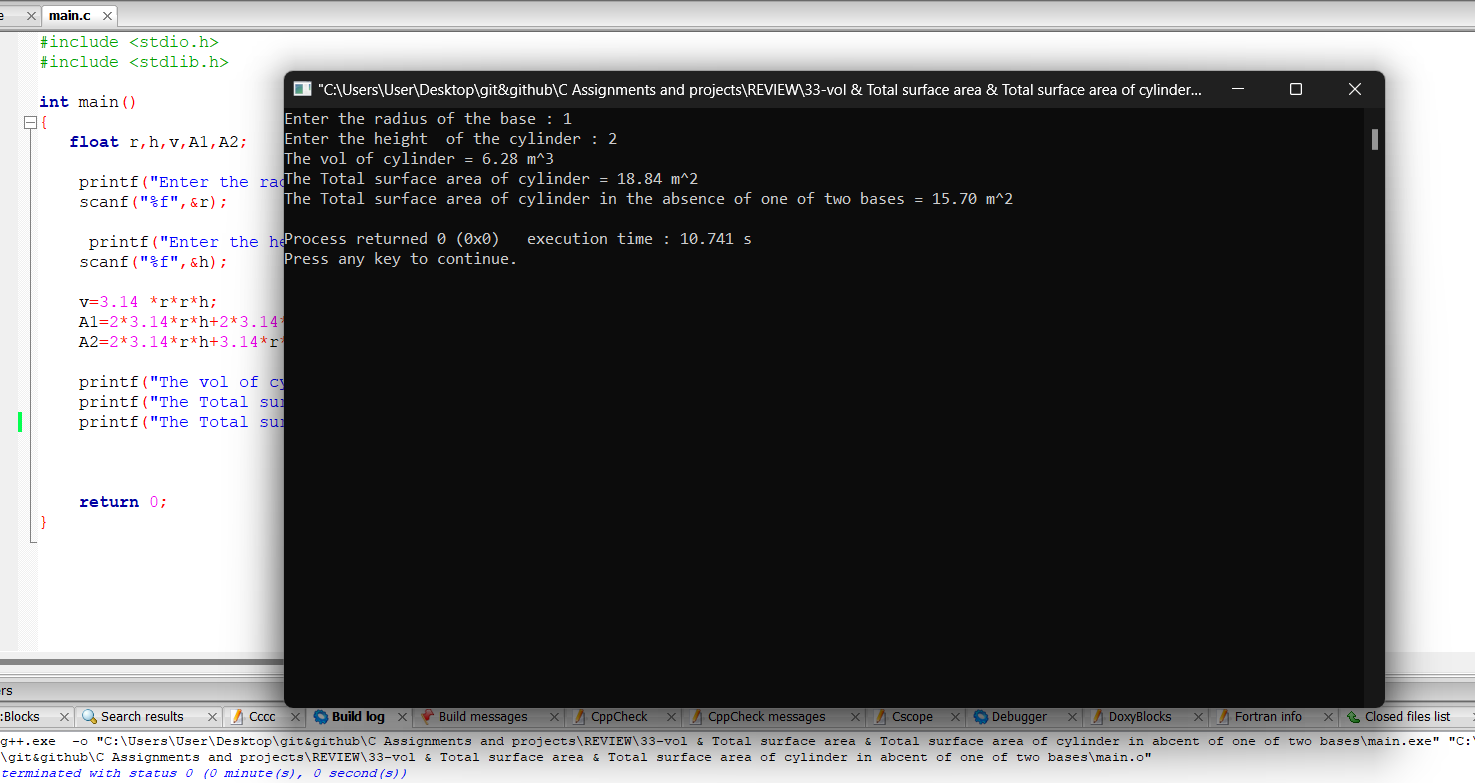 main.c
#include <stdio.h>
#include <stdlib.h>
"C:\Users\User\Desktop\git&github\C Assignments and projects\REVIEW\33-vol & Total surface area & Total surface area of cylinder...
int main()
{
Enter the radius of the base : 1
Enter the height  of the cylinder : 2
The vol of cylinder = 6.28 m^3
The Total surface area of cylinder = 18.84 m^2
The Total surface area of cylinder in the absence of one of two bases = 15.70 m^2
Process returned 0 (0x0)   execution time : 10.741 s
Press any key to continue.
float r,h,v,A1,A2;
printf("Enter the
scanf("%f",&r);
printf("Enter the
scanf("%f",&h);
v=3.14 *r*r*h;
A1=2*3.14*r*h+2*3.14*
A2=2*3.14*r*h+3.14*r*
printf("The vol of
printf("The Total
printf("The Total
return 0;
}
:Blocks
Search results
Cccc
Build log
Build messages
CppCheck
CppCheck messages
Cscope
Debugger
DoxyBlocks
Fortran info
Closed files list
g++.exe  -o "C:\Users\User\Desktop\git&github\C Assignments and projects\REVIEW\33-vol & Total surface area & Total surface area of cylinder in abcent of one of two bases\main.exe" "C:\
\git&github\C Assignments and projects\REVIEW\33-vol & Total surface area & Total surface area of cylinder in abcent of one of two bases\main.o"
terminated with status 0 (0 minute(s), 0 second(s))